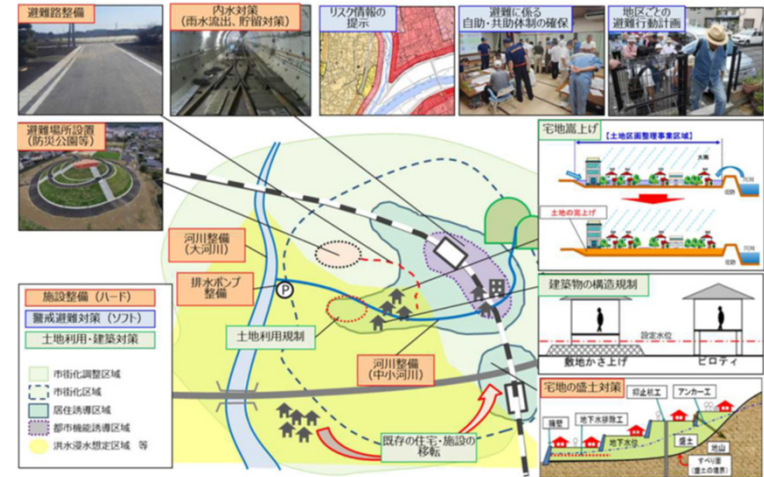 避難路整備
内水対策
(雨水流出、貯留対策)
リスク情報の
提示
避難に係る
自助・共助体制の確保
地区ごとの
避難行動計画
避難場所設置
(防災公園等)
宅地嵩上げ
【土地区画整理事業区域】
土地の嵩上げ
河川整備
(大河川)
排水ポンプ
整備
P
土地利用規制
河川整備
(中小河川)
既存の住宅・施設の
移転
建築物の構造規制
設定水位
敷地かさ上げ
ピロティ
宅地の盛土対策
抑止杭工
アンカー工
擁壁
地下水排除工
地下水位
盛土
地山
すべり面
(盛土の境界)
施設整備(ハード)
警戒避難対策(ソフト)
土地利用・建築対策
市街化調整区域
市街化区域
居住誘導区域
都市機能誘導区域
洪水浸水想定区域 等